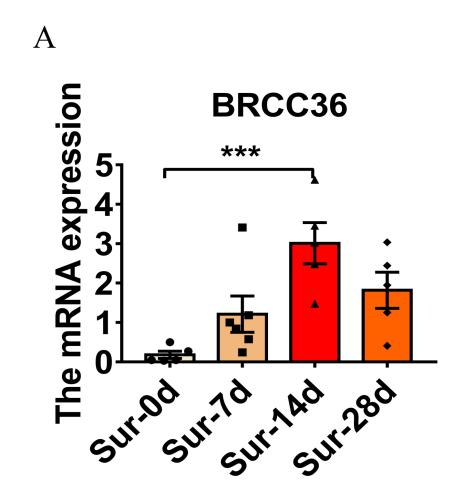 A
BRCC36
***
The mRNA expression
5
4
3
2
1
0
Sur-0d
Sur-7d
Sur-14d
Sur-28d